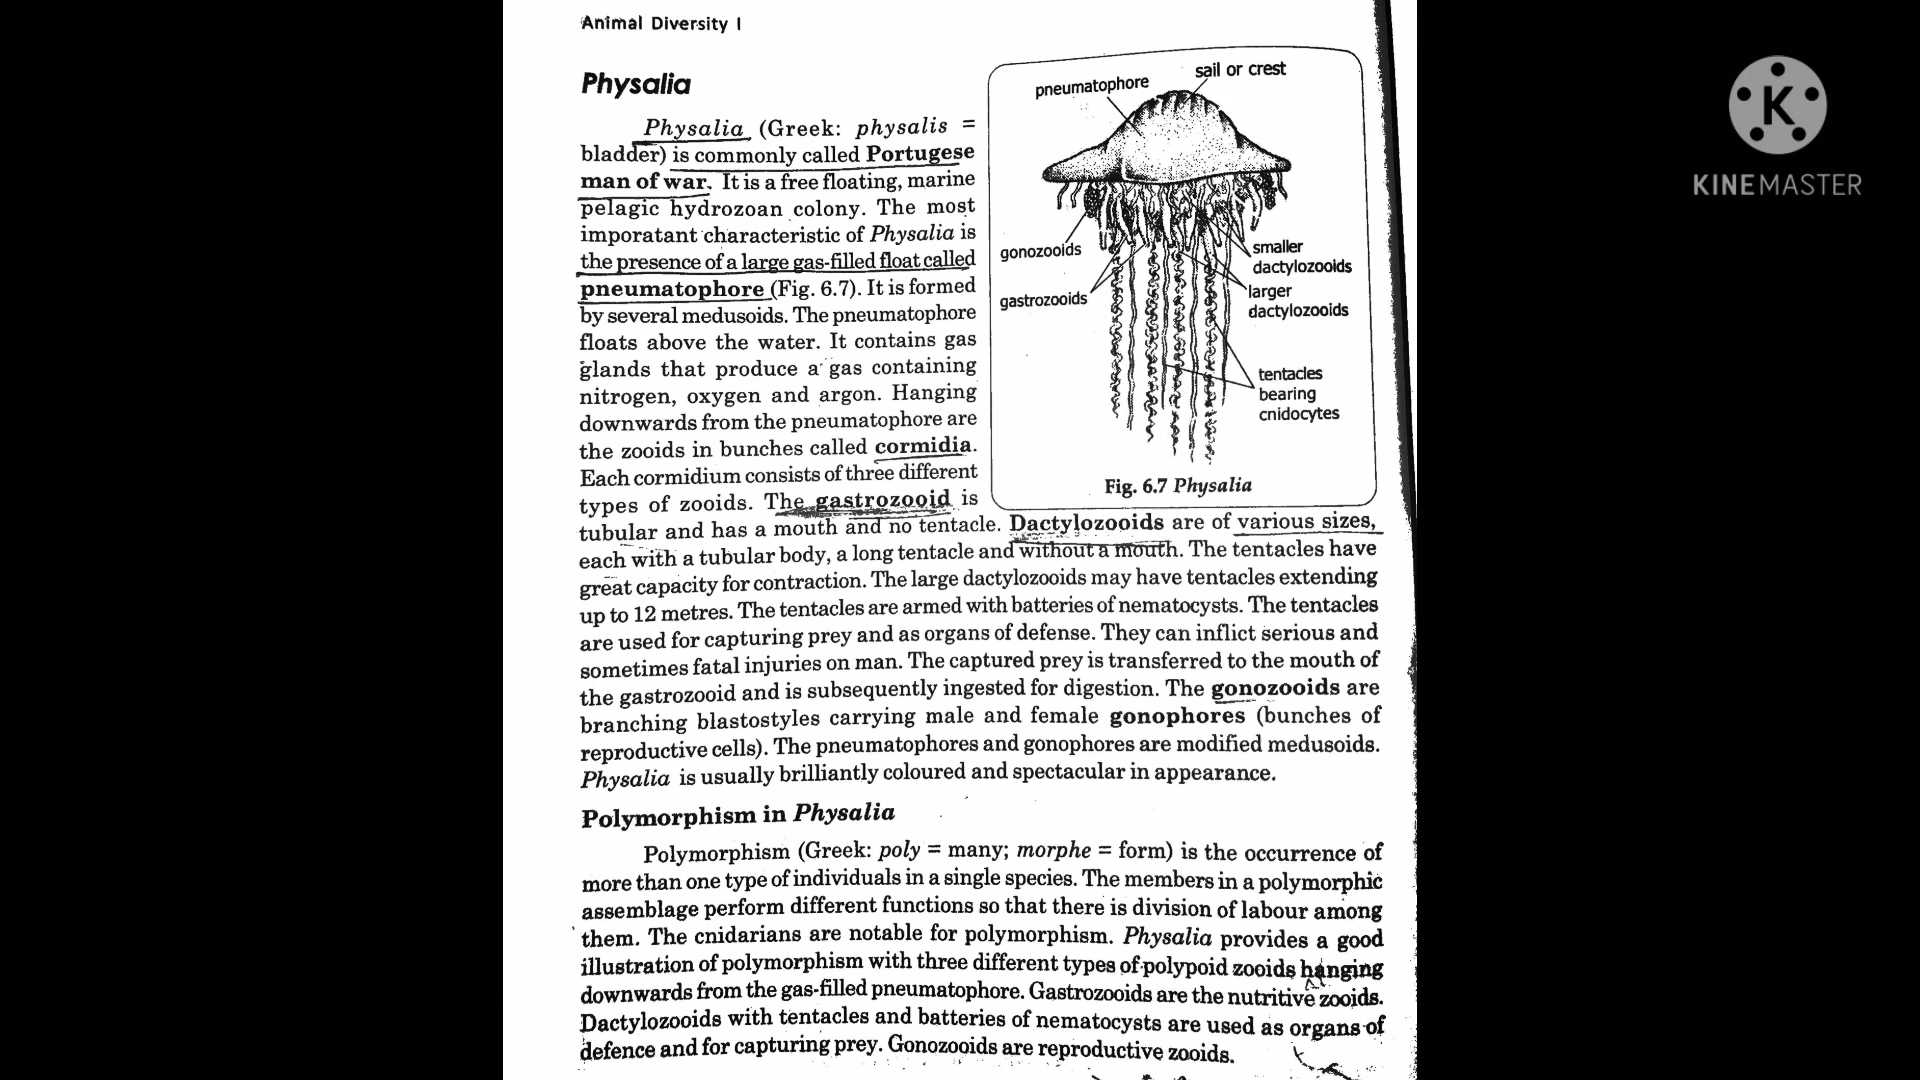 Animal Diversity I
Physalia
Physalia (Greek: physalis =
bladder) is commonly called Portugese
man of war. It is a free floating, marine
pelagic hydrozoan colony. The most
imporatant characteristic of Physalia is
the presence of a large gas-filled float called
pneumatophore (Fig. 6.7). It is formed
by several medusoids. The pneumatophore
floats above the water. It contains gas
glands that produce a gas containing
nitrogen, oxygen and argon. Hanging
downwards from the pneumatophore are
the zooids in bunches called cormidia.
Each cormidium consists of three different
types of zooids. The gastrozooid is
tubular and has a mouth and no tentacle. Dactylozooids are of various sizes,
each with a tubular body, a long tentacle and without a mouth. The tentacles have
great capacity for contraction. The large dactylozooids may have tentacles extending
up to 12 metres. The tentacles are armed with batteries of nematocysts. The tentacles
are used for capturing prey and as organs of defense. They can inflict serious and
sometimes fatal injuries on man. The captured prey is transferred to the mouth of
the gastrozooid and is subsequently ingested for digestion. The gonozooids are
branching blastostyles carrying male and female gonophores (bunches of
reproductive cells). The pneumatophores and gonophores are modified medusoids.
Physalia is usually brilliantly coloured and spectacular in appearance.
pneumatophore
sail or crest
gonozooids
gastrozooids
smaller
dactylozooids
larger
dactylozooids
tentacles
bearing
cnidocytes
Fig. 6.7 Physalia
Polymorphism in Physalia
Polymorphism (Greek: poly = many; morphe = form) is the occurrence of
more than one type of individuals in a single species. The members in a polymorphic
assemblage perform different functions so that there is division of labour among
them. The cnidarians are notable for polymorphism. Physalia provides a good
illustration of polymorphism with three different types of polypoid zooids hanging
downwards from the gas-filled pneumatophore. Gastrozooids are the nutritive zooids.
Dactylozooids with tentacles and batteries of nematocysts are used as organs of
defence and for capturing prey. Gonozooids are reproductive zooids.
K
KINEMASTER